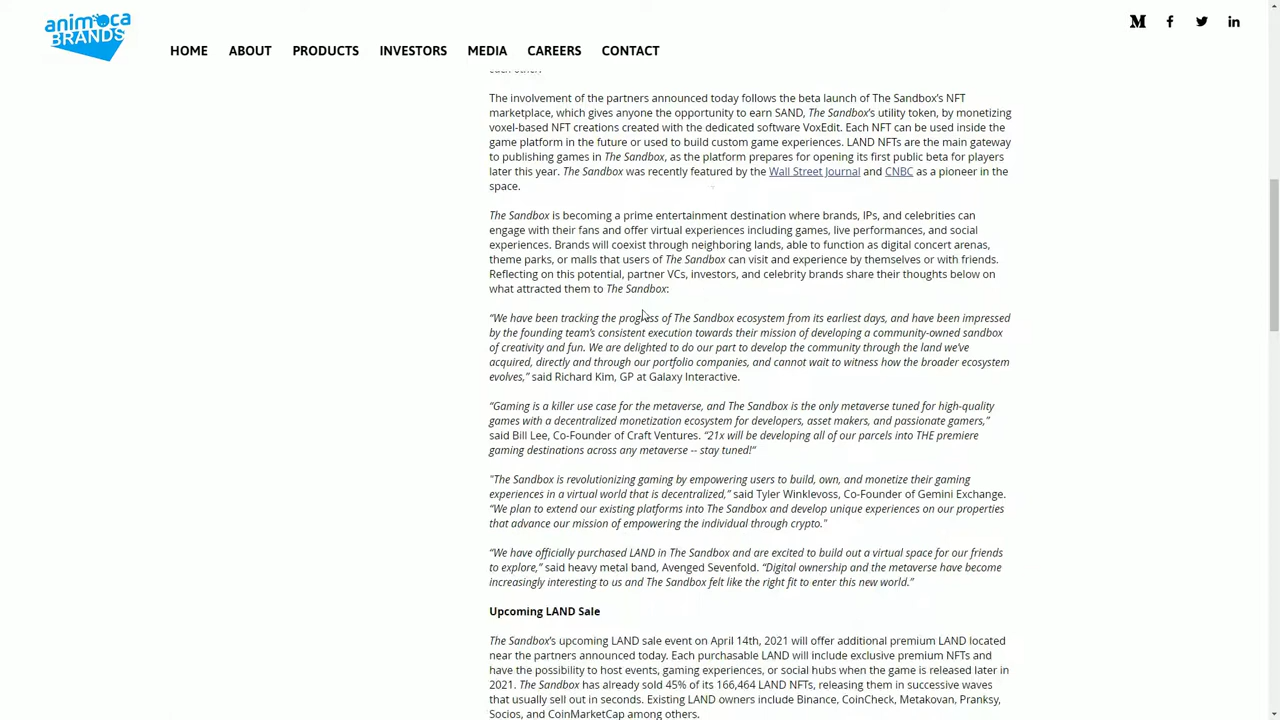 animoca
BRANDS
HOME ABOUT PRODUCTS INVESTORS MEDIA CAREERS CONTACT
each other.
The involvement of the partners announced today follows the beta launch of The Sandbox's NFT
marketplace, which gives anyone the opportunity to earn SAND, The Sandbox's utility token, by monetizing
voxel-based NFT creations created with the dedicated software VoxEdit. Each NFT can be used inside the
game platform in the future or used to build custom game experiences. LAND NFTs are the main gateway
to publishing games in The Sandbox, as the platform prepares for opening its first public beta for players
later this year. The Sandbox was recently featured by the Wall Street Journal and CNBC as a pioneer in the
space.
The Sandbox is becoming a prime entertainment destination where brands, IPs, and celebrities can
engage with their fans and offer virtual experiences including games, live performances, and social
experiences. Brands will coexist through neighboring lands, able to function as digital concert arenas,
theme parks, or malls that users of The Sandbox can visit and experience by themselves or with friends.
Reflecting on this potential, partner VCs, investors, and celebrity brands share their thoughts below on
what attracted them to The Sandbox:
“We have been tracking the progress of The Sandbox ecosystem from its earliest days, and have been impressed
by the founding team’s consistent execution towards their mission of developing a community-owned sandbox
of creativity and fun. We are delighted to do our part to develop the community through the land we’ve
acquired, directly and through our portfolio companies, and cannot wait to witness how the broader ecosystem
evolves,” said Richard Kim, GP at Galaxy Interactive.
“Gaming is a killer use case for the metaverse, and The Sandbox is the only metaverse tuned for high-quality
games with a decentralized monetization ecosystem for developers, asset makers, and passionate gamers,”
said Bill Lee, Co-Founder of Craft Ventures. “21x will be developing all of our parcels into THE premiere
gaming destinations across any metaverse -- stay tuned!“
"The Sandbox is revolutionizing gaming by empowering users to build, own, and monetize their gaming
experiences in a virtual world that is decentralized,” said Tyler Winklevoss, Co-Founder of Gemini Exchange.
“We plan to extend our existing platforms into The Sandbox and develop unique experiences on our properties
that advance our mission of empowering the individual through crypto."
“We have officially purchased LAND in The Sandbox and are excited to build out a virtual space for our friends
to explore,” said heavy metal band, Avenged Sevenfold. “Digital ownership and the metaverse have become
increasingly interesting to us and The Sandbox felt like the right fit to enter this new world.”
Upcoming LAND Sale
The Sandbox's upcoming LAND sale event on April 14th, 2021 will offer additional premium LAND located
near the partners announced today. Each purchasable LAND will include exclusive premium NFTs and
have the possibility to host events, gaming experiences, or social hubs when the game is released later in
2021. The Sandbox has already sold 45% of its 166,464 LAND NFTs, releasing them in successive waves
that usually sell out in seconds. Existing LAND owners include Binance, CoinCheck, Metakovan, Pranksy,
Socios, and CoinMarketCap among others.